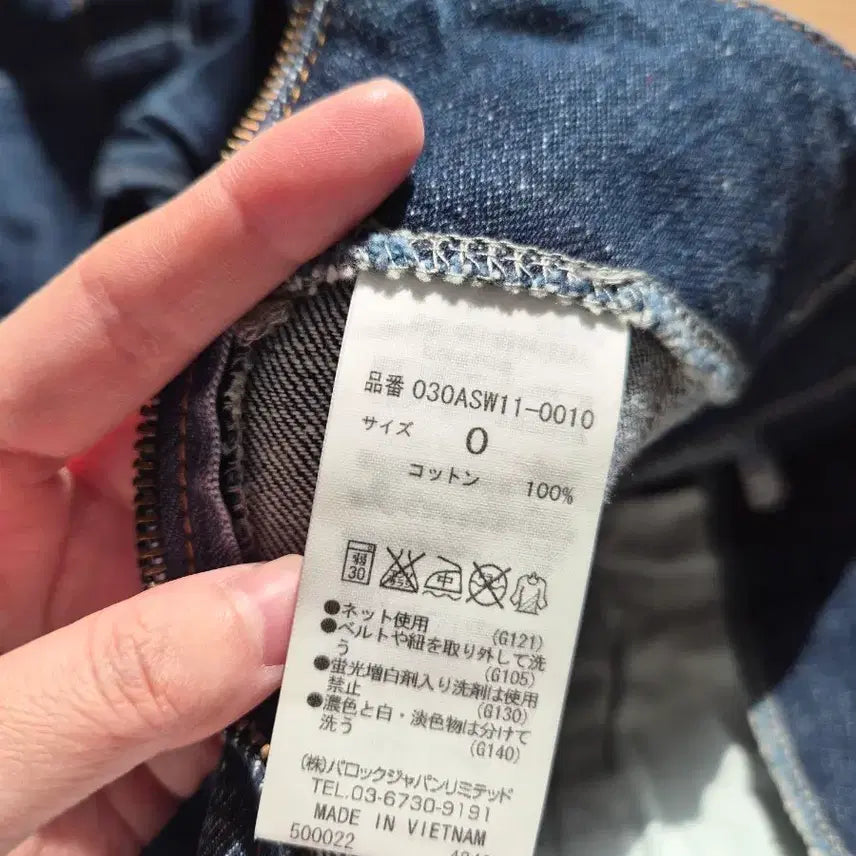 品番 030ASW11-0010
サイズ 0
コットン 100%
弱
30
中
●ネット使用 (G121)
●ベルトや紐を取り外して洗
う (G105)
●蛍光増白剤入り洗剤は使用
禁止 (G130)
●濃色と白・淡色物は分けて
洗う (G140)
(株)バロックジャパンリミテッド
TEL.03-6730-9191
MADE IN VIETNAM
500022